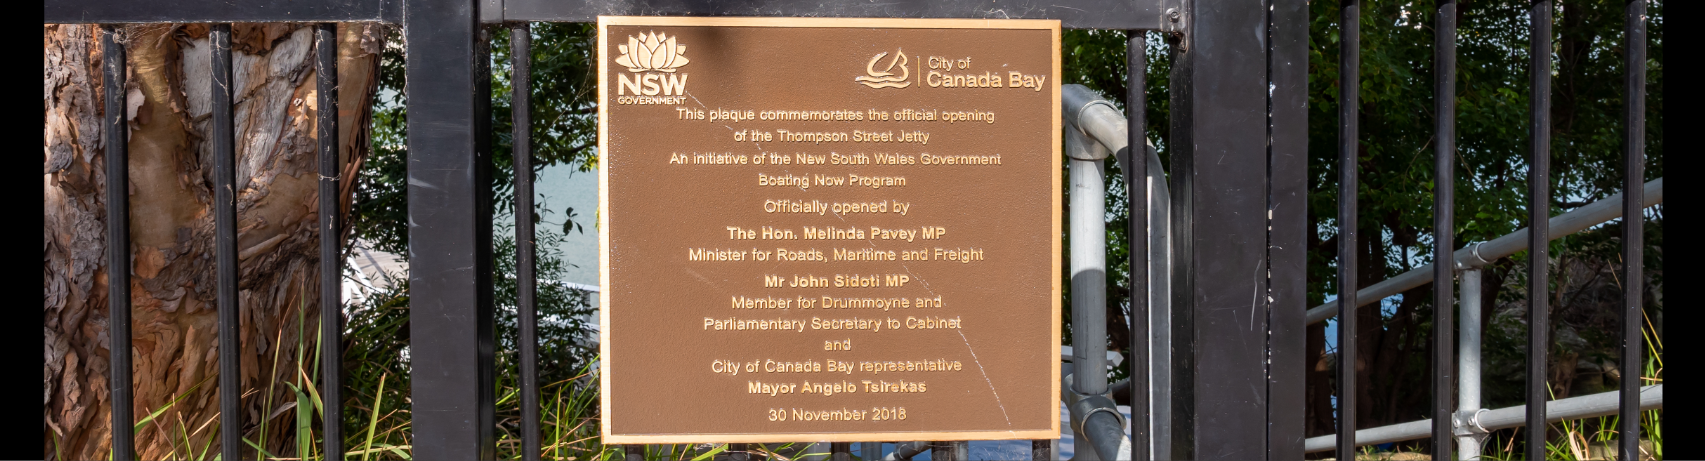 NSW
GOVERNMENT
City of
Canada Bay
This plaque commemorates the official opening
of the Thompson Street Jetty
An initiative of the New South Wales Government
Boating Now Program
Officially opened by
The Hon. Melinda Pavey MP
Minister for Roads, Maritime and Freight
Mr John Sidoti MP
Member for Drummoyne and
Parliamentary Secretary to Cabinet
and
City of Canada Bay representative
Mayor Angelo Tsirekas
30 November 2018